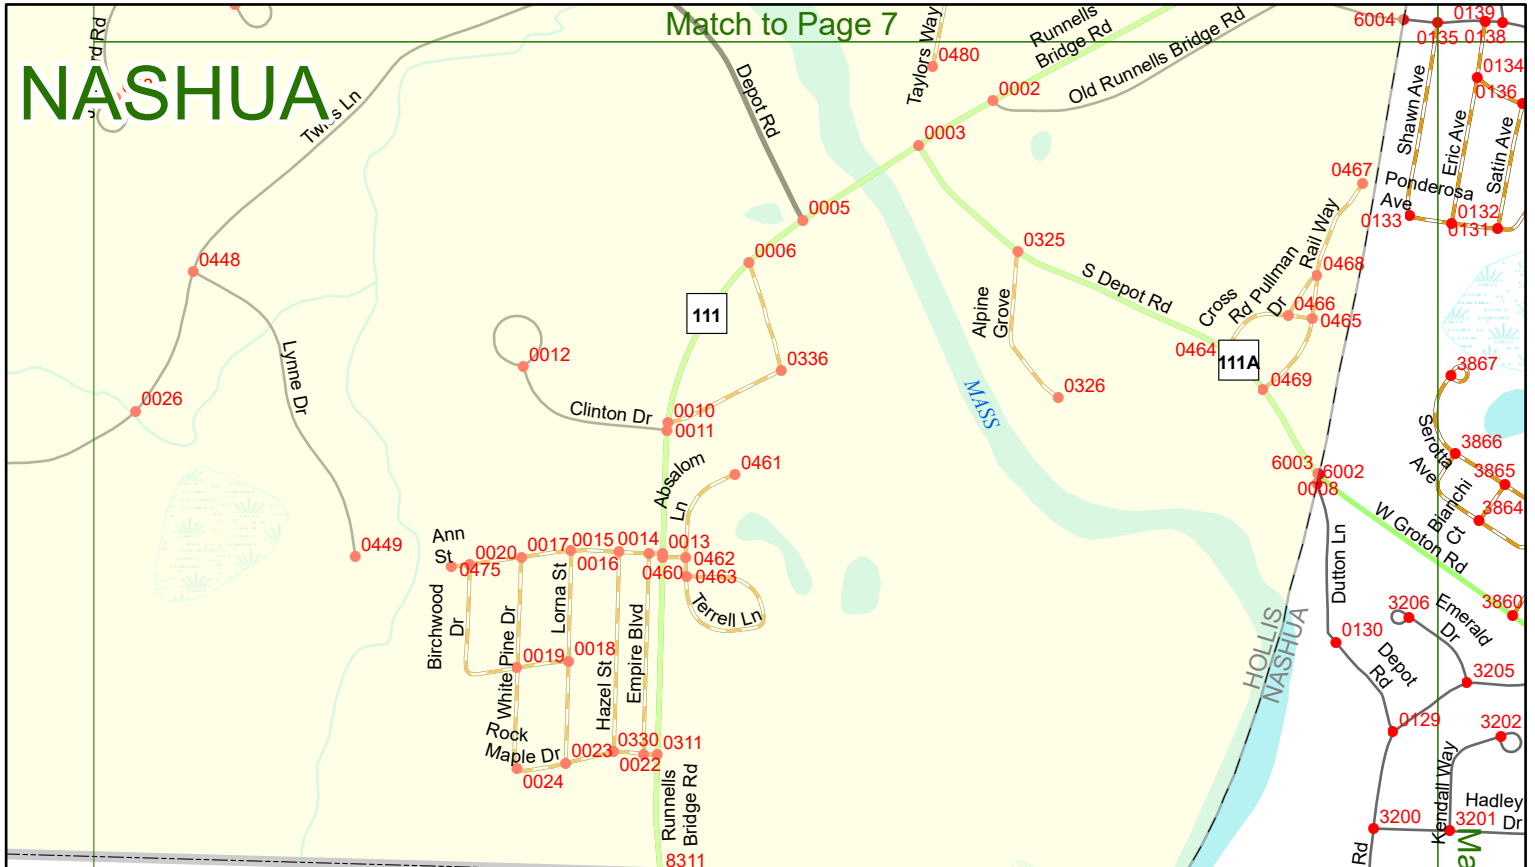 Match to Page 7
NASHUA
rd Rd
Twiss Ln
Depot Rd
Taylors Way
0480
Runnells
Bridge Rd
Old Runnells Bridge Rd
0002
0003
6004
0139
0135
0138
0134
0136
Shawn Ave
Eric Ave
Satin Ave
Ponderosa
Ave
0133
0132
0131
0467
0005
0006
0448
0325
S Depot Rd
Rail Way
Pullman
Dr
Cross
Rd
0468
0466
0465
0464
111A
0469
111
Alpine
Grove
0326
0336
0012
Clinton Dr
0010
0011
0026
Lynne Dr
0449
MASS
3867
3866
3865
3864
Serotta
Ave
Bianchi
Ct
6003
6002
0008
W Groton Rd
Dutton Ln
Absalom
Ln
0461
Ann
St
0020
0475
0017
0015
0016
0014
0013
0462
0460
0463
Terrell Ln
Birchwood
Dr
White Pine Dr
Lorna St
Hazel St
Empire Blvd
0019
0018
Rock
Maple Dr
0024
0023
0330
0022
0311
Runnells
Bridge Rd
8311
HOLLIS
NASHUA
0130
Depot
Rd
3206
Emerald
Dr
3860
3205
0129
3202
Kendall Way
3200
3201
Hadley
Dr
Rd
Ma